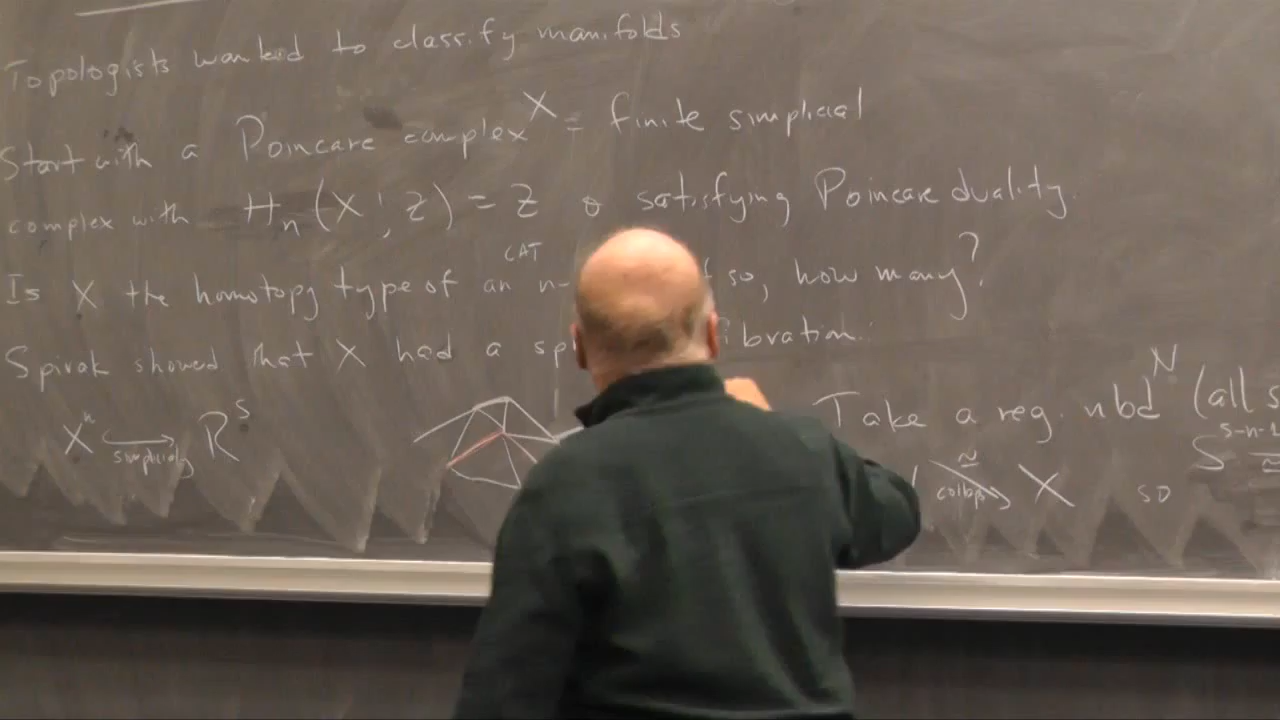 Topologists wanted to classify manifolds
Start with a Poincare complex X = finite simplicial
complex with H_n(X; Z) = Z & satisfying Poincare duality.
CAT
Is X the homotopy type of an n- so, how many?
Spivak showed that X had a sp ibration.
X^n ⟶ R^S
simplicially
Take a reg. nbd N (all s
≃ collaps X so S^{s-n-1} ≃